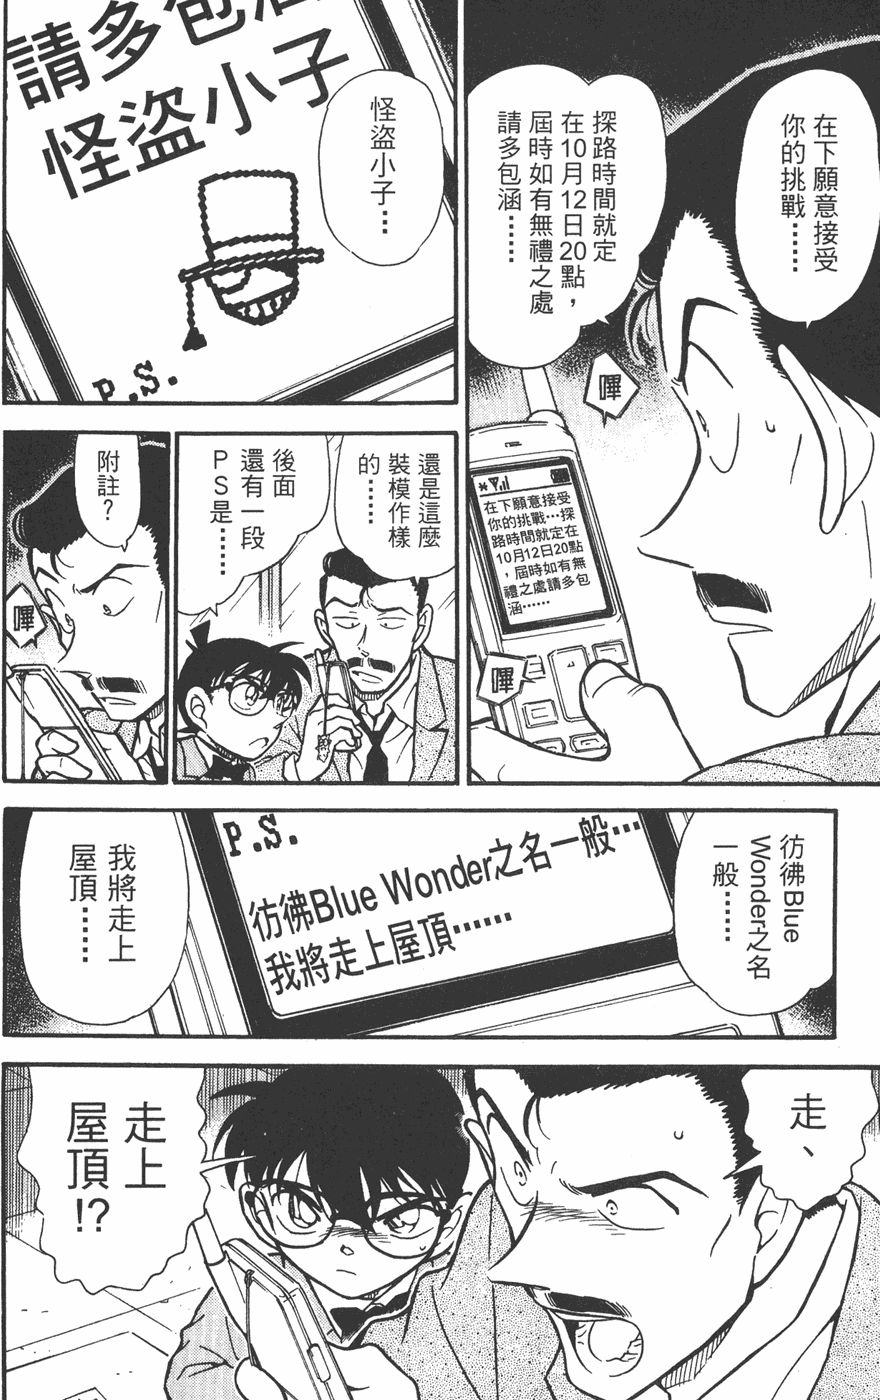 在下願意接受
你的挑戰……
探路時間就定
在10月12日20點，
屆時如有無禮之處
請多包涵……
嗶
在下願意接受
你的挑戰…探
路時間就定在
10月12日20點
，屆時如有無
禮之處請多包
涵……
嗶
請多包涵
怪盜小子
怪盜小子…
P.S.
還是這麼
裝模作樣
的……
後面
還有一段
PS是……
附註?
嗶
彷彿Blue
Wonder之名
一般……
P.S.
彷彿Blue Wonder之名一般…
我將走上屋頂……
我將走上
屋頂……
走、
走上
屋頂!?